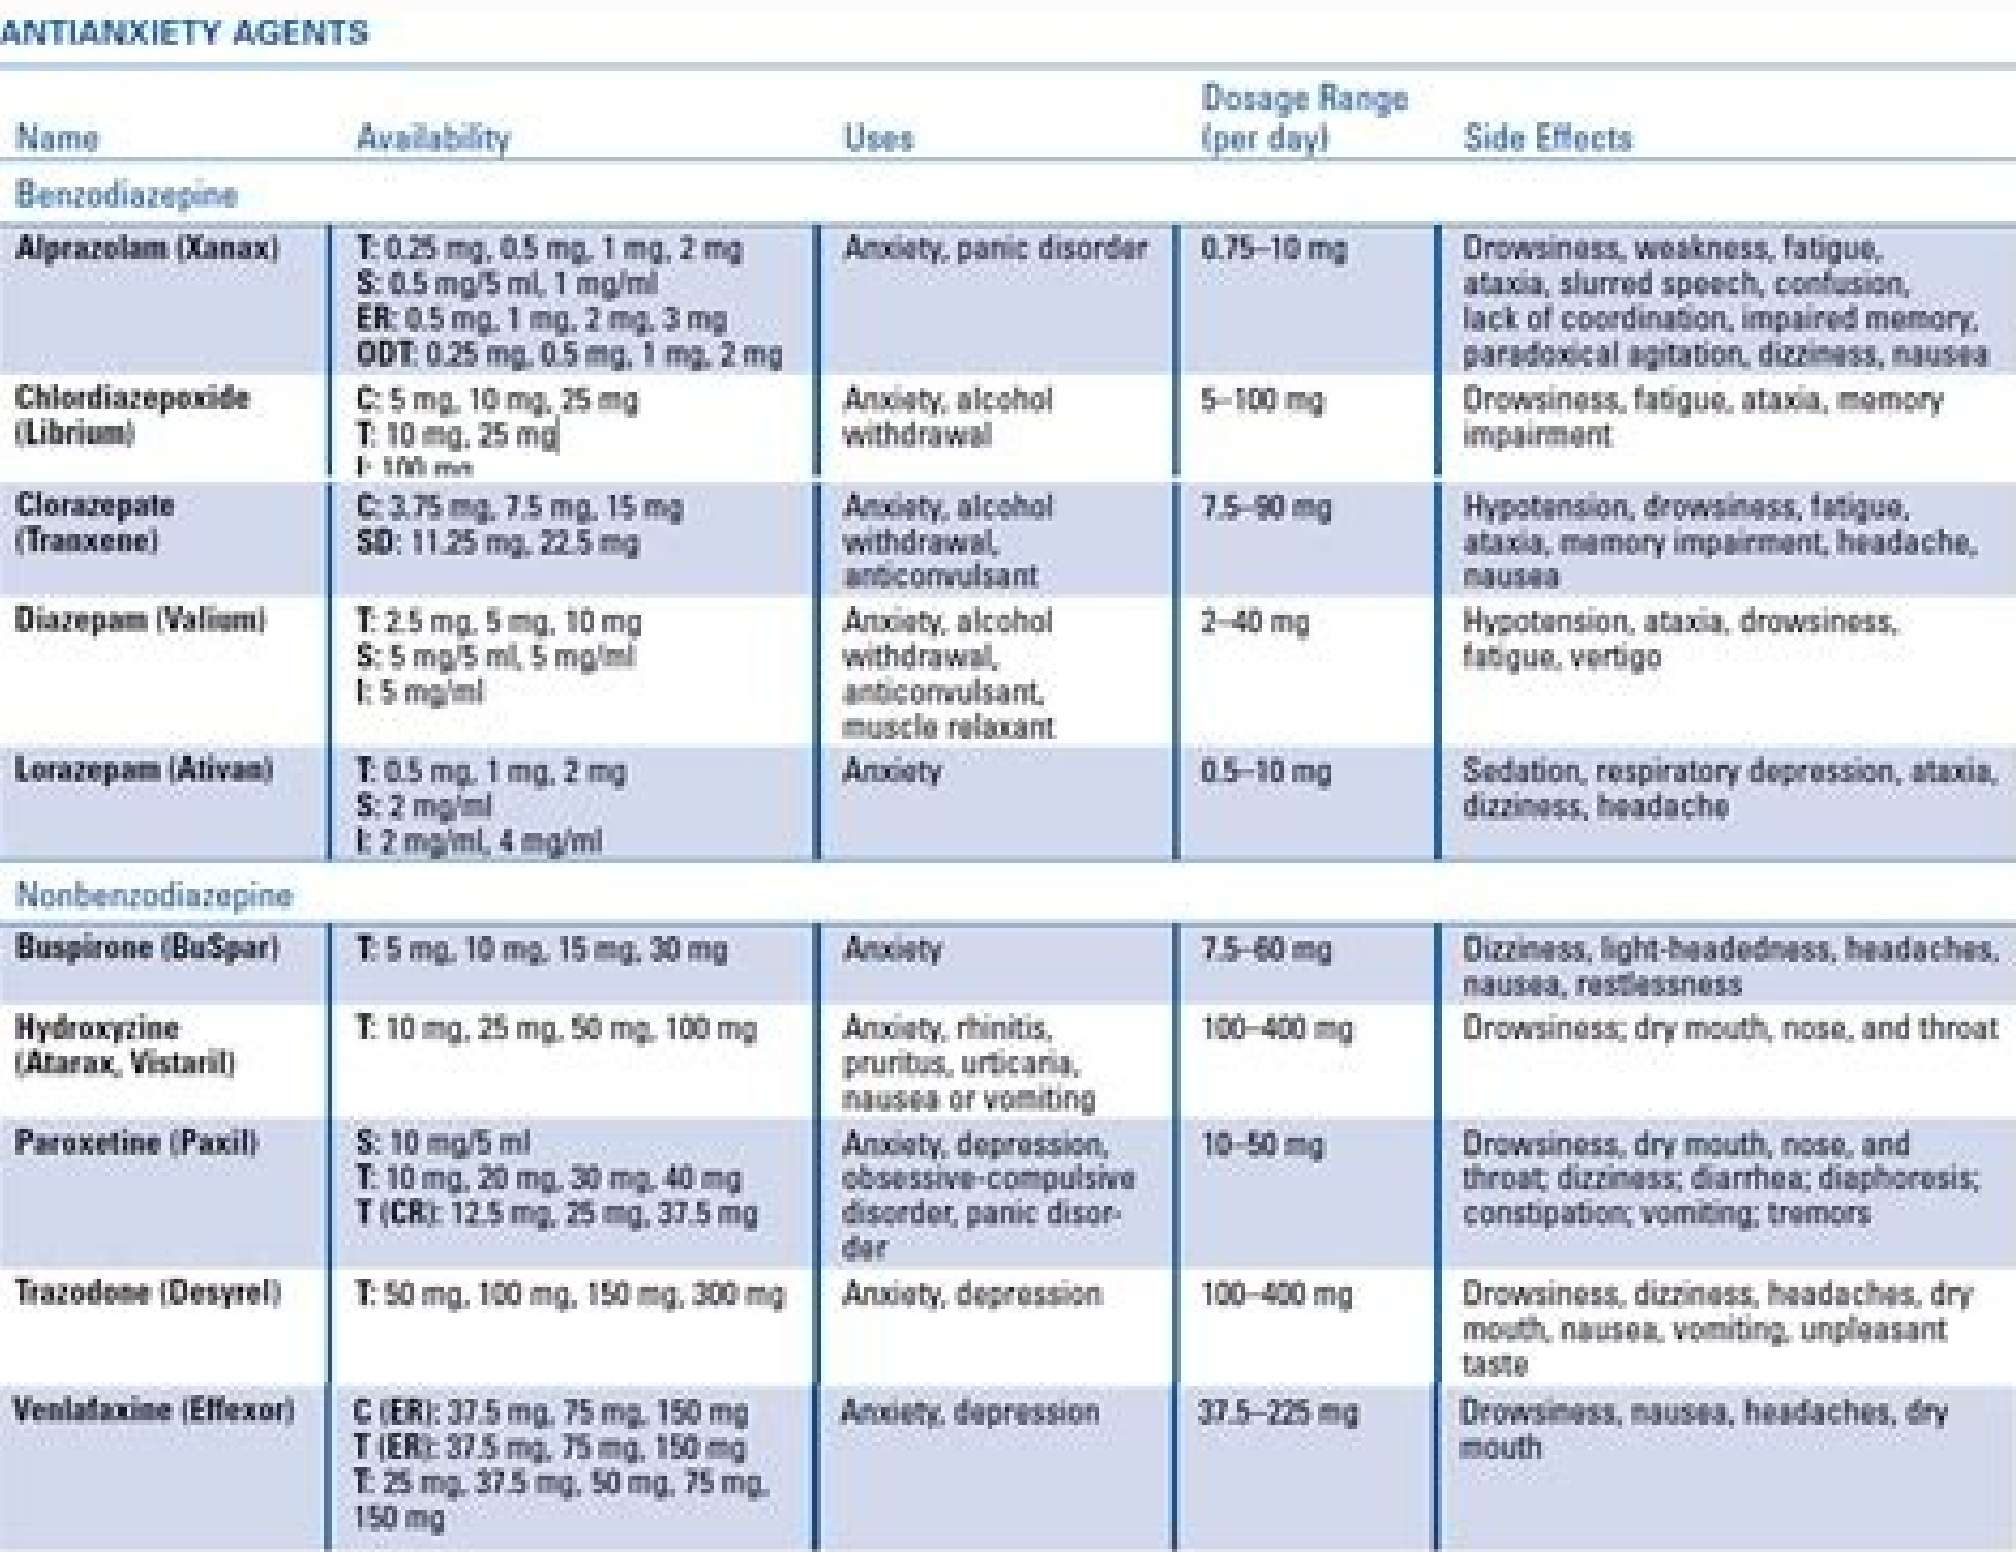 ANTIANXIETY AGENTS
Dosage Range
Name Availability Uses (per day) Side Effects
Benzodiazepine
Alprazolam (Xanax) T: 0.25 mg, 0.5 mg, 1 mg, 2 mg Anxiety, panic disorder 0.75–10 mg Drowsiness, weakness, fatigue,
S: 0.5 mg/5 ml, 1 mg/ml ataxia, slurred speech, confusion,
ER: 0.5 mg, 1 mg, 2 mg, 3 mg lack of coordination, impaired memory,
ODT: 0.25 mg, 0.5 mg, 1 mg, 2 mg paradoxical agitation, dizziness, nausea
Chlordiazepoxide C: 5 mg, 10 mg, 25 mg Anxiety, alcohol 5–100 mg Drowsiness, fatigue, ataxia, memory
(Librium) T: 10 mg, 25 mg withdrawal impairment
I: 100 mg
Clorazepate C: 3.75 mg, 7.5 mg, 15 mg Anxiety, alcohol 7.5–90 mg Hypotension, drowsiness, fatigue,
(Tranxene) SD: 11.25 mg, 22.5 mg withdrawal, ataxia, memory impairment, headache,
anticonvulsant nausea
Diazepam (Valium) T: 2.5 mg, 5 mg, 10 mg Anxiety, alcohol 2–40 mg Hypotension, ataxia, drowsiness,
S: 5 mg/5 ml, 5 mg/ml withdrawal, fatigue, vertigo
I: 5 mg/ml anticonvulsant,
muscle relaxant
Lorazepam (Ativan) T: 0.5 mg, 1 mg, 2 mg Anxiety 0.5–10 mg Sedation, respiratory depression, ataxia,
S: 2 mg/ml dizziness, headache
I: 2 mg/ml, 4 mg/ml
Nonbenzodiazepine
Buspirone (BuSpar) T: 5 mg, 10 mg, 15 mg, 30 mg Anxiety 7.5–60 mg Dizziness, light-headedness, headaches,
nausea, restlessness
Hydroxyzine T: 10 mg, 25 mg, 50 mg, 100 mg Anxiety, rhinitis, 100–400 mg Drowsiness; dry mouth, nose, and throat
(Atarax, Vistaril) pruritus, urticaria,
nausea or vomiting
Paroxetine (Paxil) S: 10 mg/5 ml Anxiety, depression, 10–50 mg Drowsiness, dry mouth, nose, and
T: 10 mg, 20 mg, 30 mg, 40 mg obsessive-compulsive throat; dizziness; diarrhea; diaphoresis;
T (CR): 12.5 mg, 25 mg, 37.5 mg disorder, panic disor- constipation; vomiting; tremors
der
Trazodone (Desyrel) T: 50 mg, 100 mg, 150 mg, 300 mg Anxiety, depression 100–400 mg Drowsiness, dizziness, headaches, dry
mouth, nausea, vomiting, unpleasant
taste
Venlafaxine (Effexor) C (ER): 37.5 mg, 75 mg, 150 mg Anxiety, depression 37.5–225 mg Drowsiness, nausea, headaches, dry
T (ER): 37.5 mg, 75 mg, 150 mg mouth
T: 25 mg, 37.5 mg, 50 mg, 75 mg,
150 mg